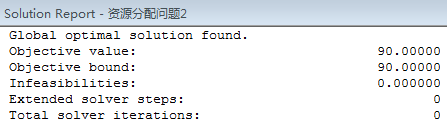 Solution Report - 资源分配问题2
Global optimal solution found.
Objective value: 90.00000
Objective bound: 90.00000
Infeasibilities: 0.000000
Extended solver steps: 0
Total solver iterations: 0